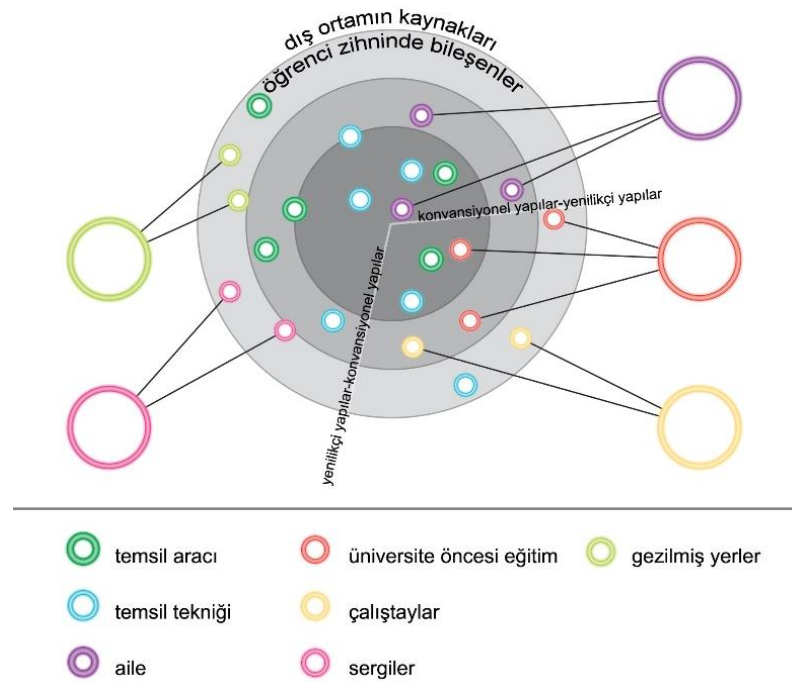 dış ortamın kaynakları
öğrenci zihninde bileşenler
konvansiyonel yapılar-yenilikçi yapılar
yenilikçi yapılar-konvansiyonel yapılar
temsil aracı
üniversite öncesi eğitim
gezilmiş yerler
temsil tekniği
çalıştaylar
aile
sergiler